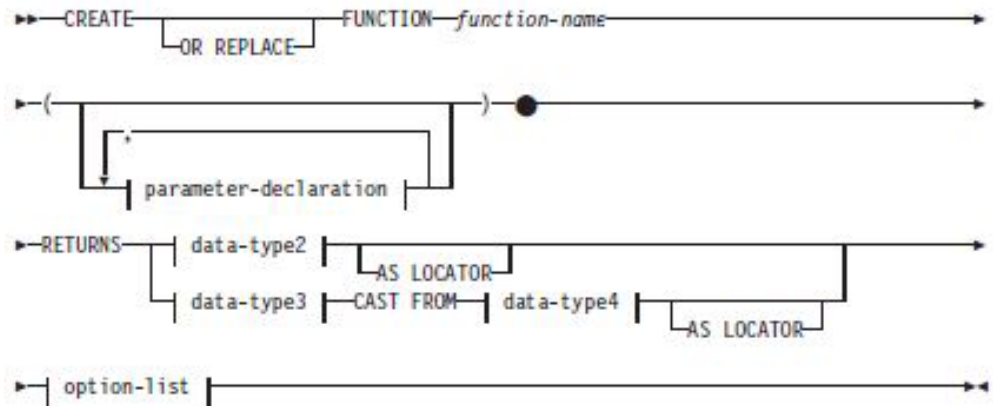 CREATE OR REPLACE FUNCTION function-name
( , parameter-declaration )
RETURNS data-type2 AS LOCATOR
data-type3 CAST FROM data-type4 AS LOCATOR
option-list